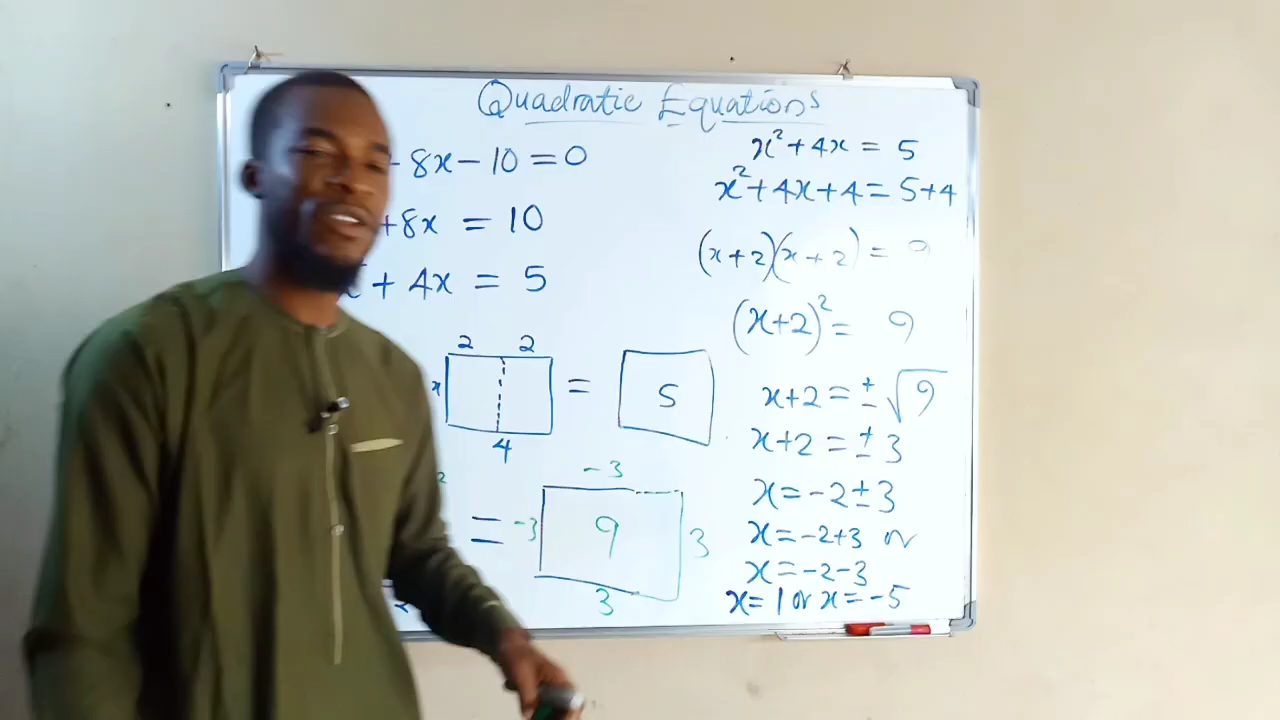 Quadratic Equations
- 8x - 10 = 0
+ 8x = 10
+ 4x = 5
2 2
x
4
=
5
2
=
-3
-3
9
3
3
x² + 4x = 5
x² + 4x + 4 = 5 + 4
(x + 2)(x + 2) = 9
(x + 2)² = 9
x + 2 = ± √9
x + 2 = ± 3
x = -2 ± 3
x = -2 + 3 or
x = -2 - 3
x = 1 or x = -5